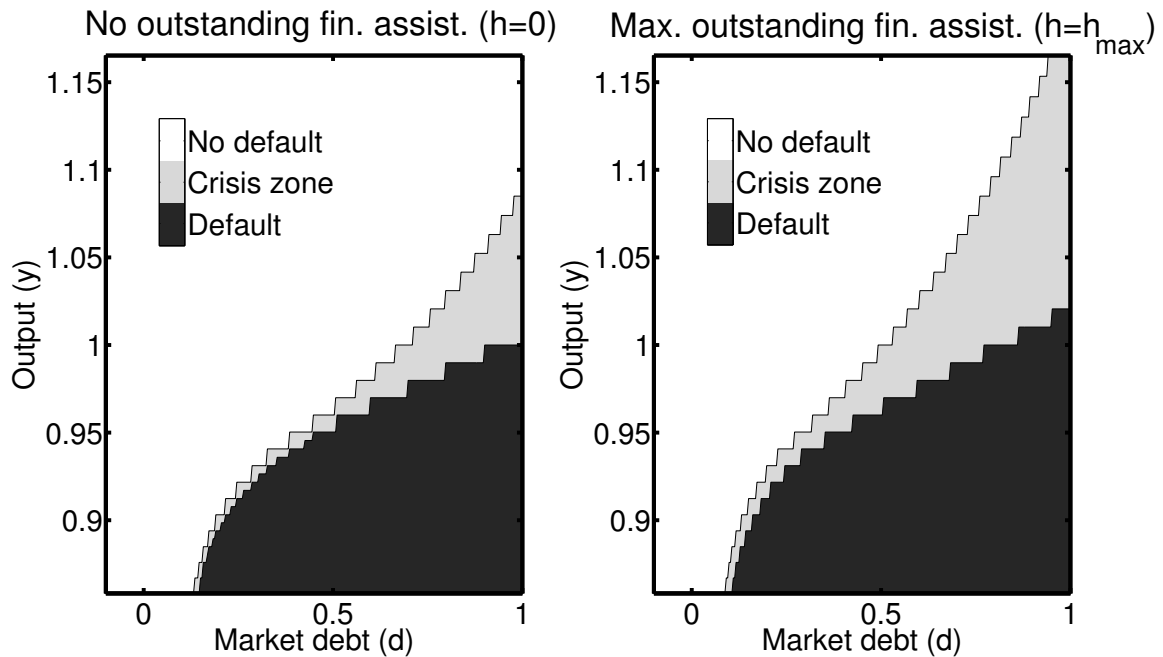 No outstanding fin. assist. (h=0)
1.15
1.1
1.05
1
0.95
0.9
Output (y)
No default
Crisis zone
Default
0
0.5
1
Market debt (d)
Max. outstanding fin. assist. (h=h_max)
1.15
1.1
1.05
1
0.95
0.9
Output (y)
No default
Crisis zone
Default
0
0.5
1
Market debt (d)